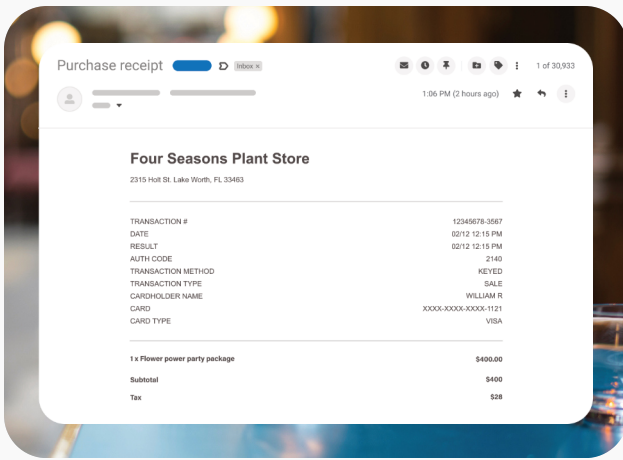 Purchase receipt Inbox × 1 of 30,933
1:06 PM (2 hours ago)
Four Seasons Plant Store
2315 Holt St. Lake Worth, FL 33463
TRANSACTION # 12345678-3567
DATE 02/12 12:15 PM
RESULT 02/12 12:15 PM
AUTH CODE 2140
TRANSACTION METHOD KEYED
TRANSACTION TYPE SALE
CARDHOLDER NAME WILLIAM R
CARD XXXX-XXXX-XXXX-1121
CARD TYPE VISA
1 x Flower power party package $400.00
Subtotal $400
Tax $28